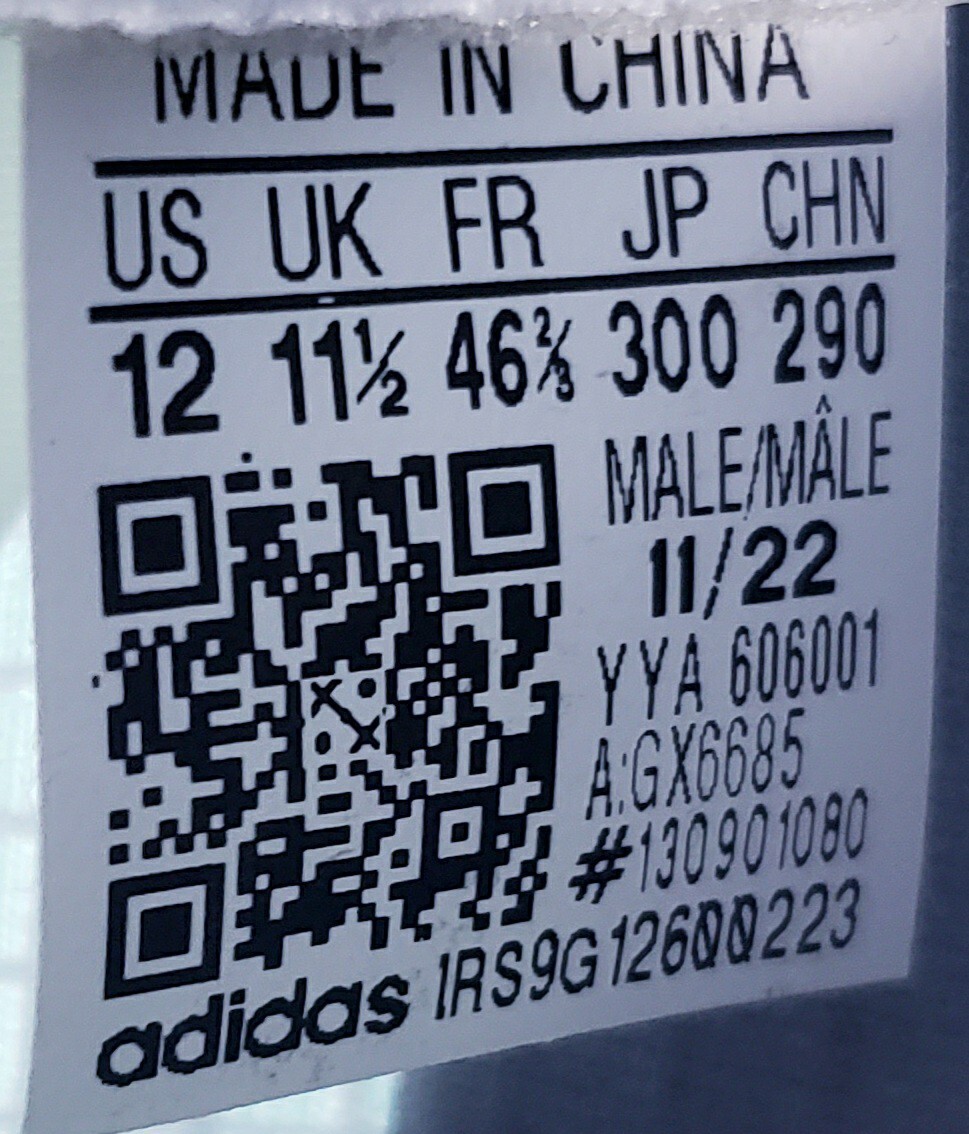 MADE IN CHINA
US UK FR JP CHN
12 11½ 46⅔ 300 290
MALE/MÂLE
11/22
YYA 606001
A:GX6685
#130901080
adidas 1RS9G12600223